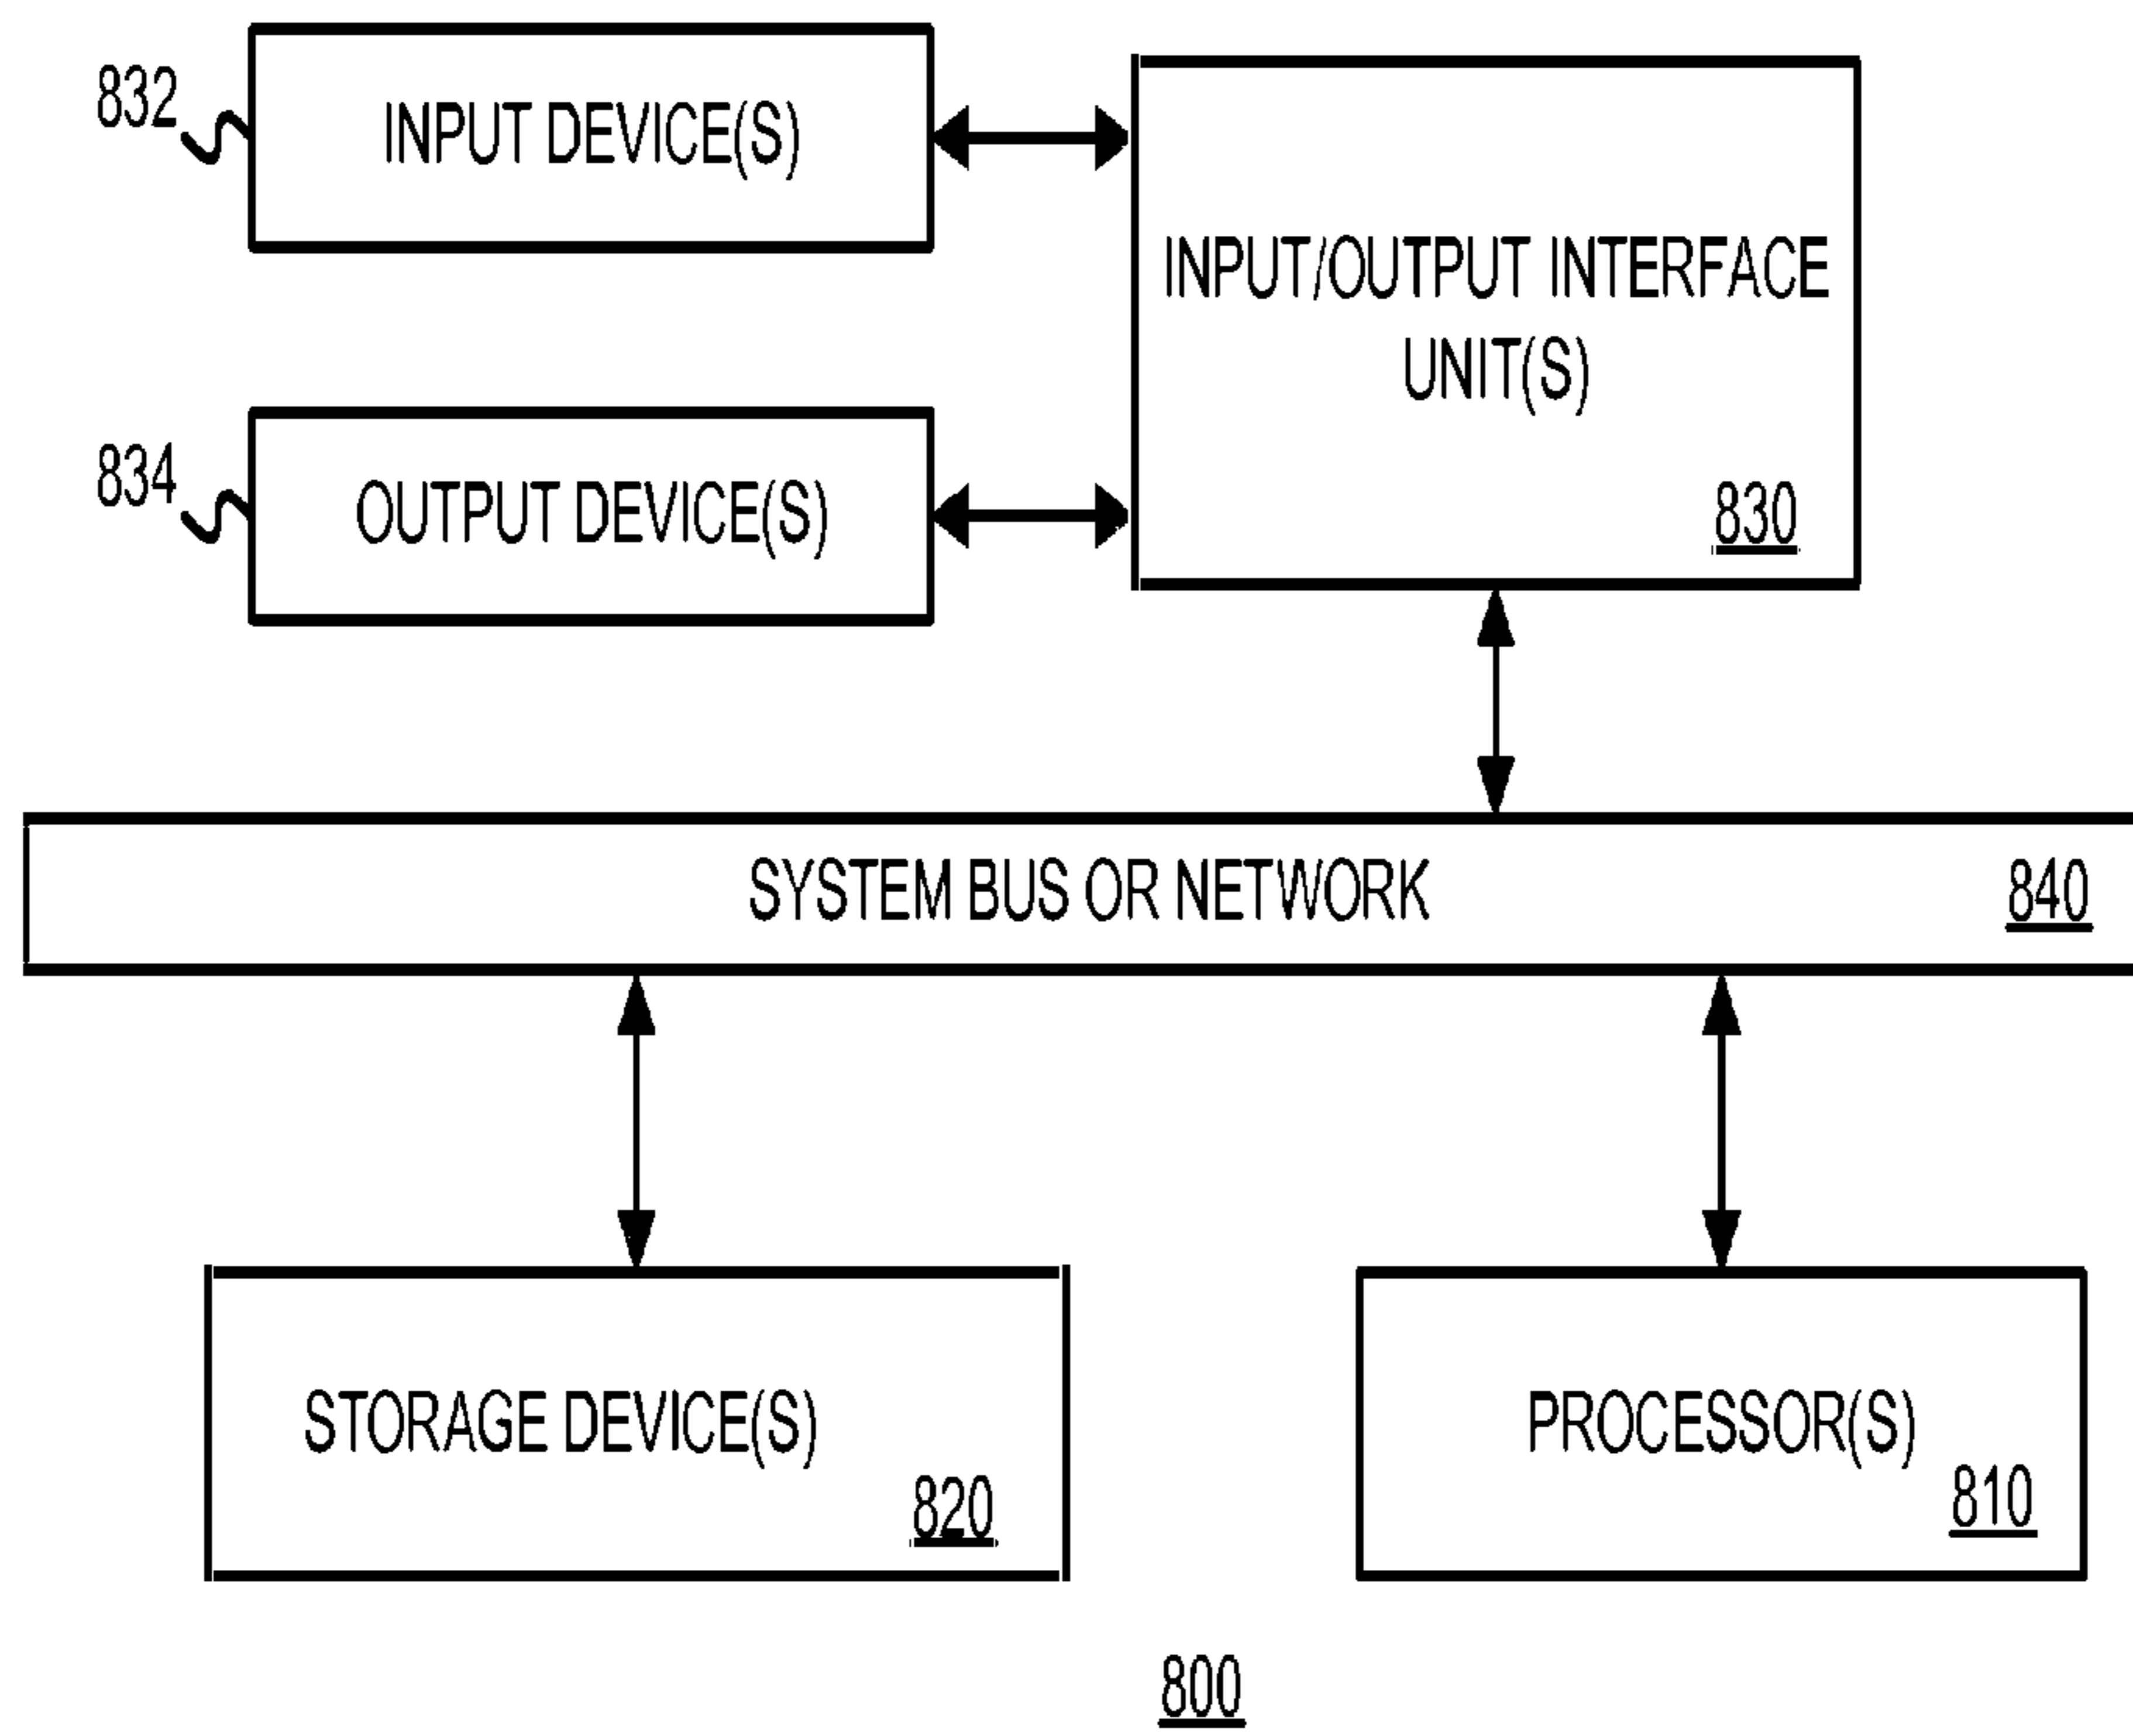 832
INPUT DEVICE(S)
INPUT/OUTPUT INTERFACE
UNIT(S)
830
834
OUTPUT DEVICE(S)
SYSTEM BUS OR NETWORK
840
STORAGE DEVICE(S)
820
PROCESSOR(S)
810
800